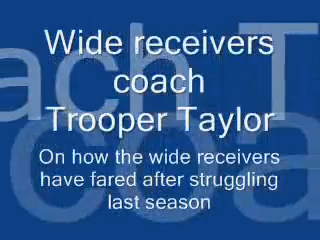 Wide receivers
coach
Trooper Taylor
On how the wide receivers
have fared after struggling
last season